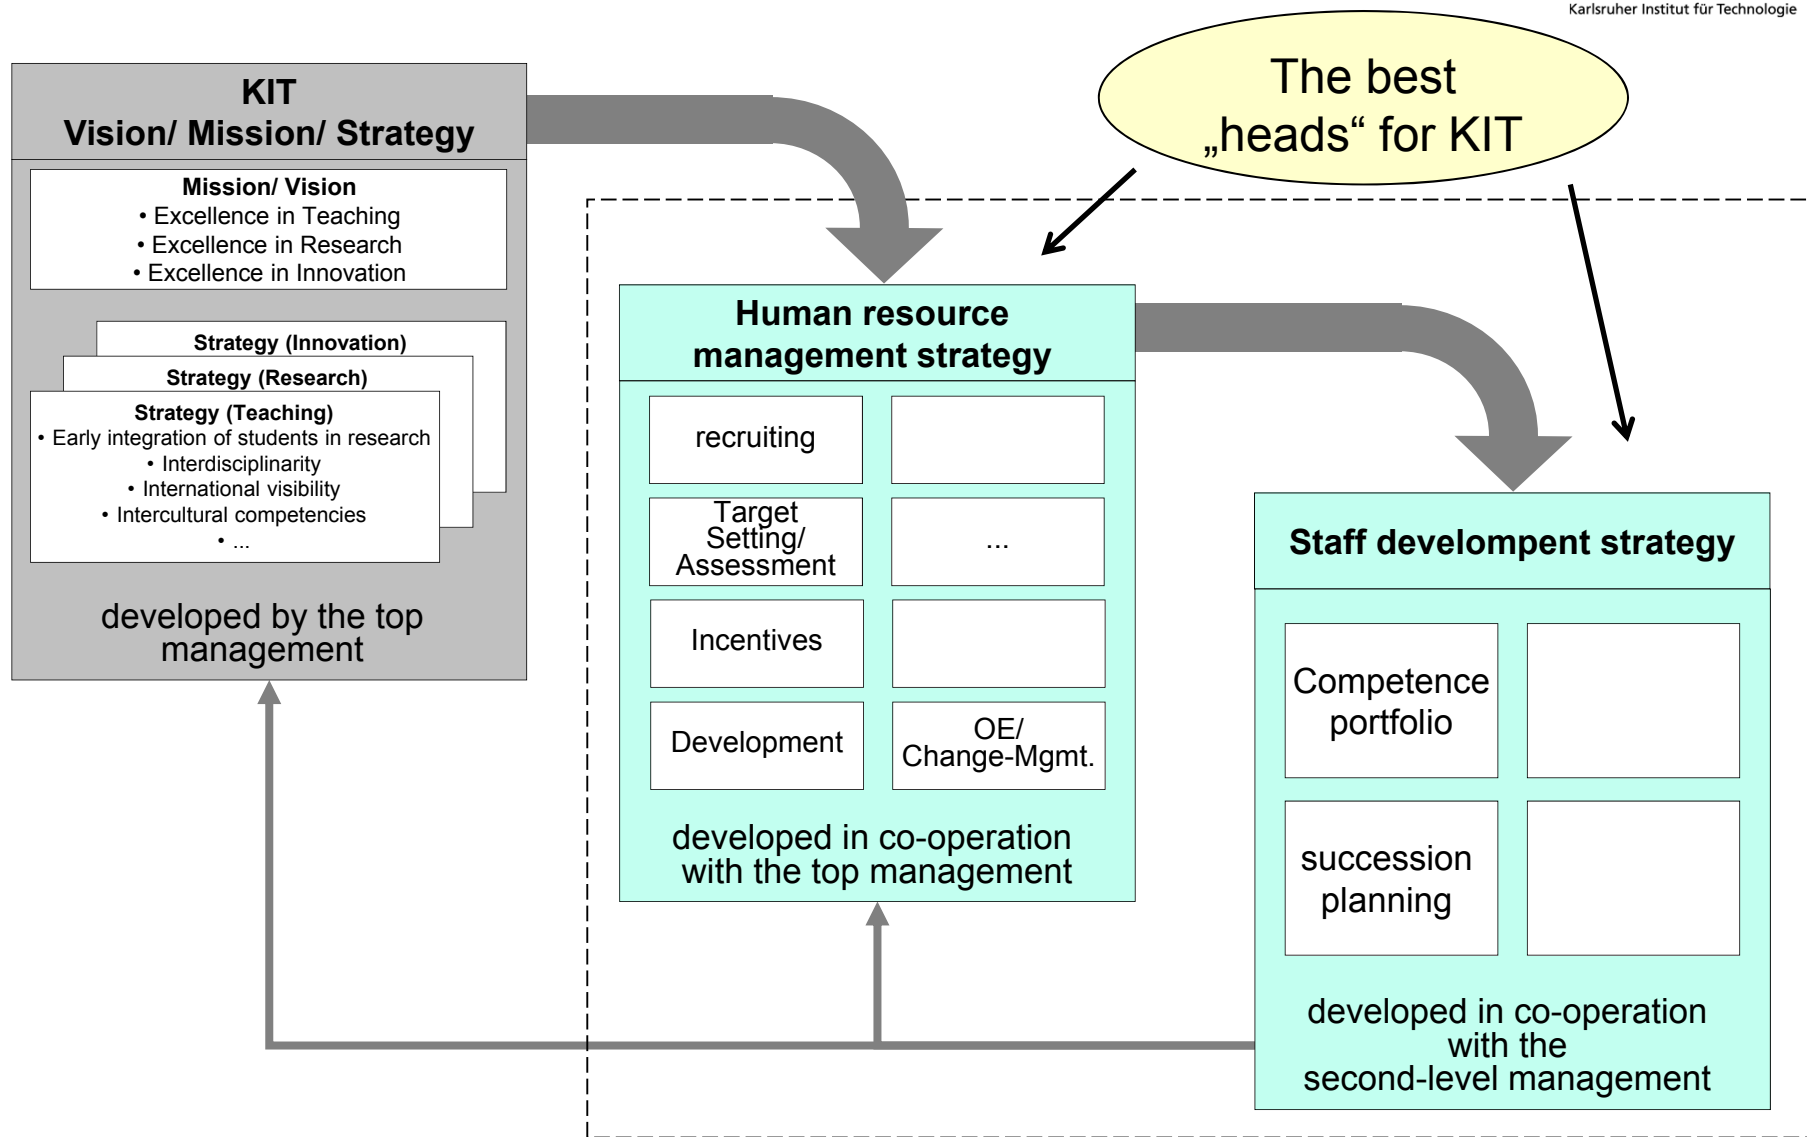 Karlsruher Institut für Technologie
The best
„heads“ for KIT
KIT
Vision/ Mission/ Strategy
Mission/ Vision
• Excellence in Teaching
• Excellence in Research
• Excellence in Innovation
Strategy (Innovation)
Strategy (Research)
Strategy (Teaching)
• Early integration of students in research
• Interdisciplinarity
• International visibility
• Intercultural competencies
• ...
developed by the top
management
Human resource
management strategy
recruiting
Target
Setting/
Assessment
...
Incentives
Development
OE/
Change-Mgmt.
developed in co-operation
with the top management
Staff develompent strategy
Competence
portfolio
succession
planning
developed in co-operation
with the
second-level management